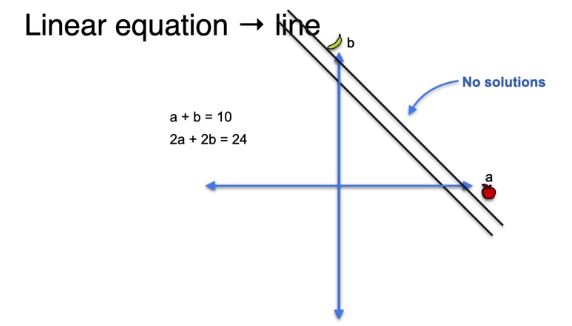 Linear equation → line
b
No solutions
a + b = 10
2a + 2b = 24
a